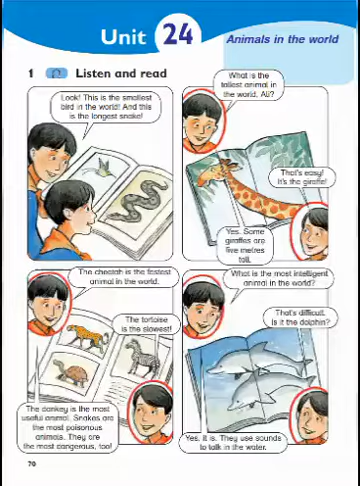 Unit 24
Animals in the world
1 Listen and read
Look! This is the smallest
bird in the world! And this
is the longest snake!
What is the
tallest animal in
the world, Ali?
That's easy!
It's the giraffe!
Yes. Some
giraffes are
five metres
tall.
The cheetah is the fastest
animal in the world.
The tortoise
is the slowest!
The donkey is the most
useful animal. Snakes are
the most poisonous
animals. They are
the most dangerous, too!
What is the most intelligent
animal in the world?
That's difficult.
Is it the dolphin?
Yes, it is. They use sounds
to talk in the water.
70